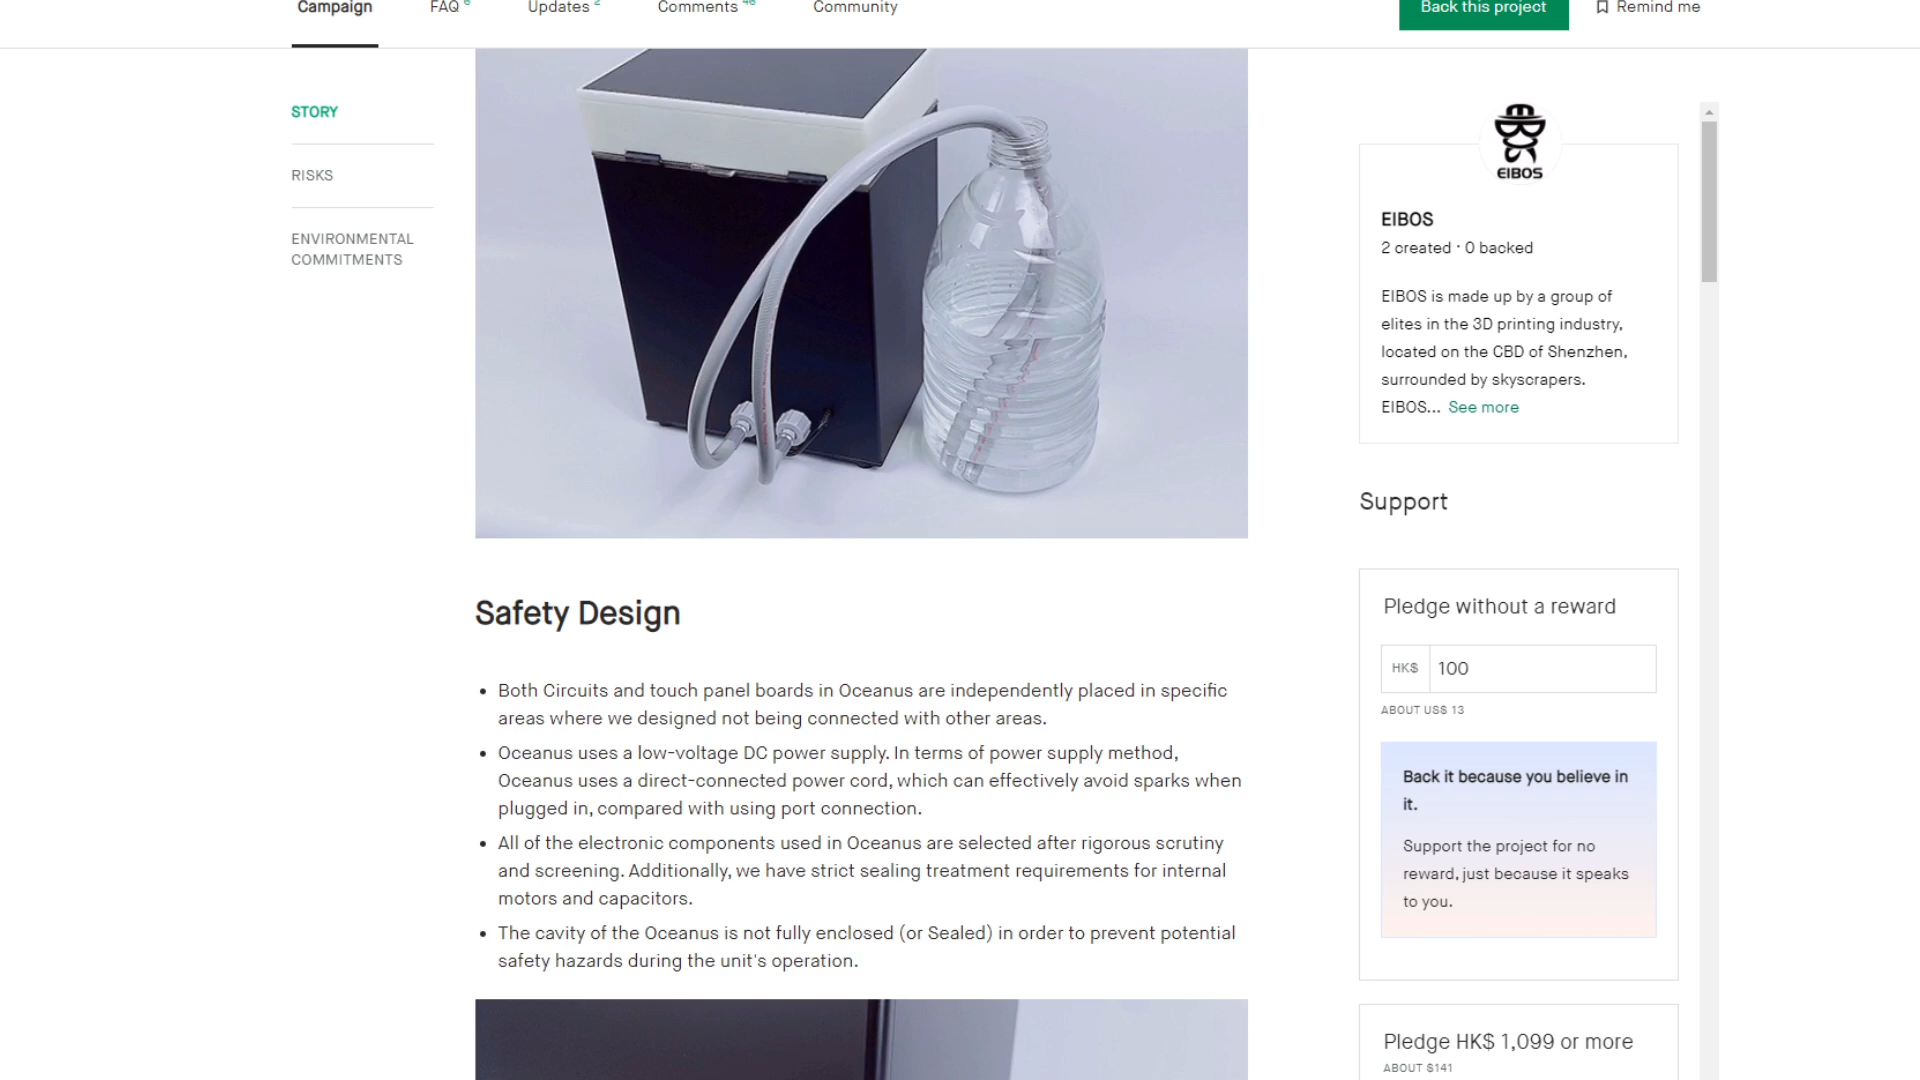 Campaign
FAQ 6
Updates 2
Comments 46
Community
Back this project
Remind me
STORY
RISKS
ENVIRONMENTAL
COMMITMENTS
Safety Design
• Both Circuits and touch panel boards in Oceanus are independently placed in specific
areas where we designed not being connected with other areas.
• Oceanus uses a low-voltage DC power supply. In terms of power supply method,
Oceanus uses a direct-connected power cord, which can effectively avoid sparks when
plugged in, compared with using port connection.
• All of the electronic components used in Oceanus are selected after rigorous scrutiny
and screening. Additionally, we have strict sealing treatment requirements for internal
motors and capacitors.
• The cavity of the Oceanus is not fully enclosed (or Sealed) in order to prevent potential
safety hazards during the unit's operation.
EIBOS
EIBOS
2 created · 0 backed
EIBOS is made up by a group of
elites in the 3D printing industry,
located on the CBD of Shenzhen,
surrounded by skyscrapers.
EIBOS... See more
Support
Pledge without a reward
HK$ 100
ABOUT US$ 13
Back it because you believe in
it.
Support the project for no
reward, just because it speaks
to you.
Pledge HK$ 1,099 or more
ABOUT $141